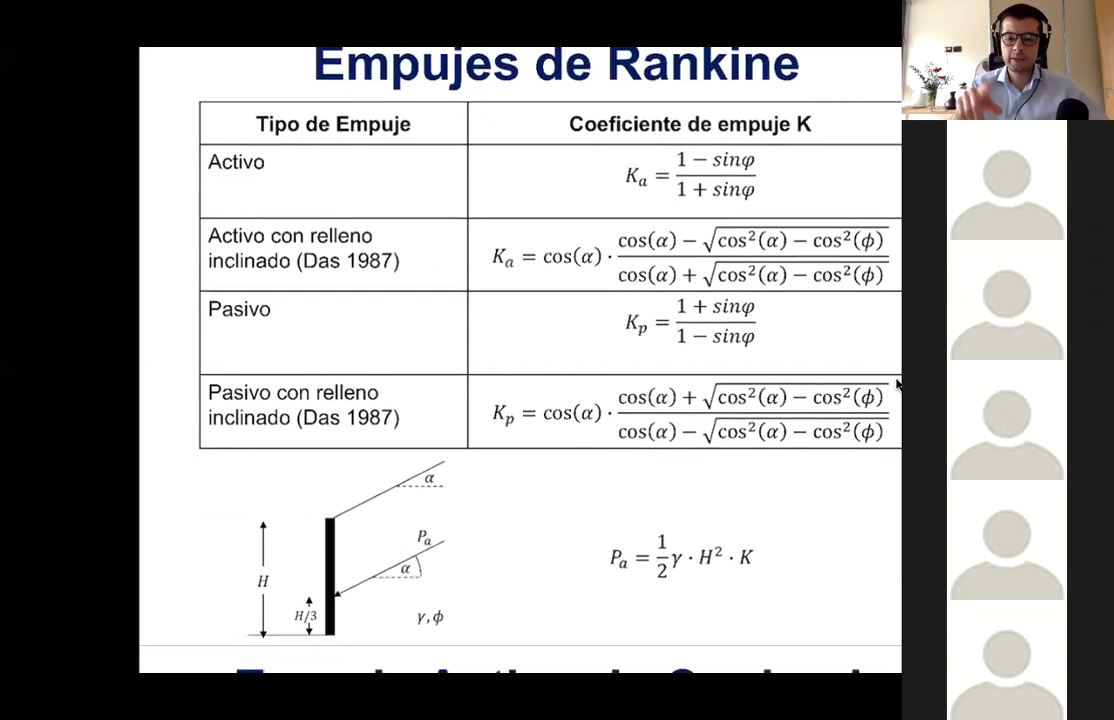 Empujes de Rankine
Tipo de Empuje
Coeficiente de empuje K
Activo
K_a = (1 − sinφ)/(1 + sinφ)
Activo con relleno
inclinado (Das 1987)
K_a = cos(α) · (cos(α) − √(cos²(α) − cos²(ϕ)))/(cos(α) + √(cos²(α) − cos²(ϕ)))
Pasivo
K_p = (1 + sinφ)/(1 − sinφ)
Pasivo con relleno
inclinado (Das 1987)
K_p = cos(α) · (cos(α) + √(cos²(α) − cos²(ϕ)))/(cos(α) − √(cos²(α) − cos²(ϕ)))
α
P_a
α
H
H/3
γ, ϕ
P_a = 1/2 γ · H² · K